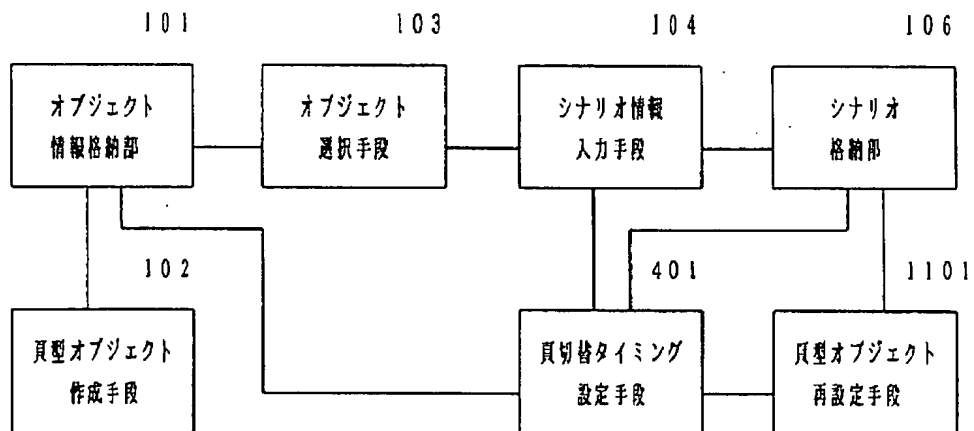 101
103
104
106
オブジェクト
情報格納部
オブジェクト
選択手段
シナリオ情報
入力手段
シナリオ
格納部
102
401
1101
頁型オブジェクト
作成手段
頁切替タイミング
設定手段
頁型オブジェクト
再設定手段